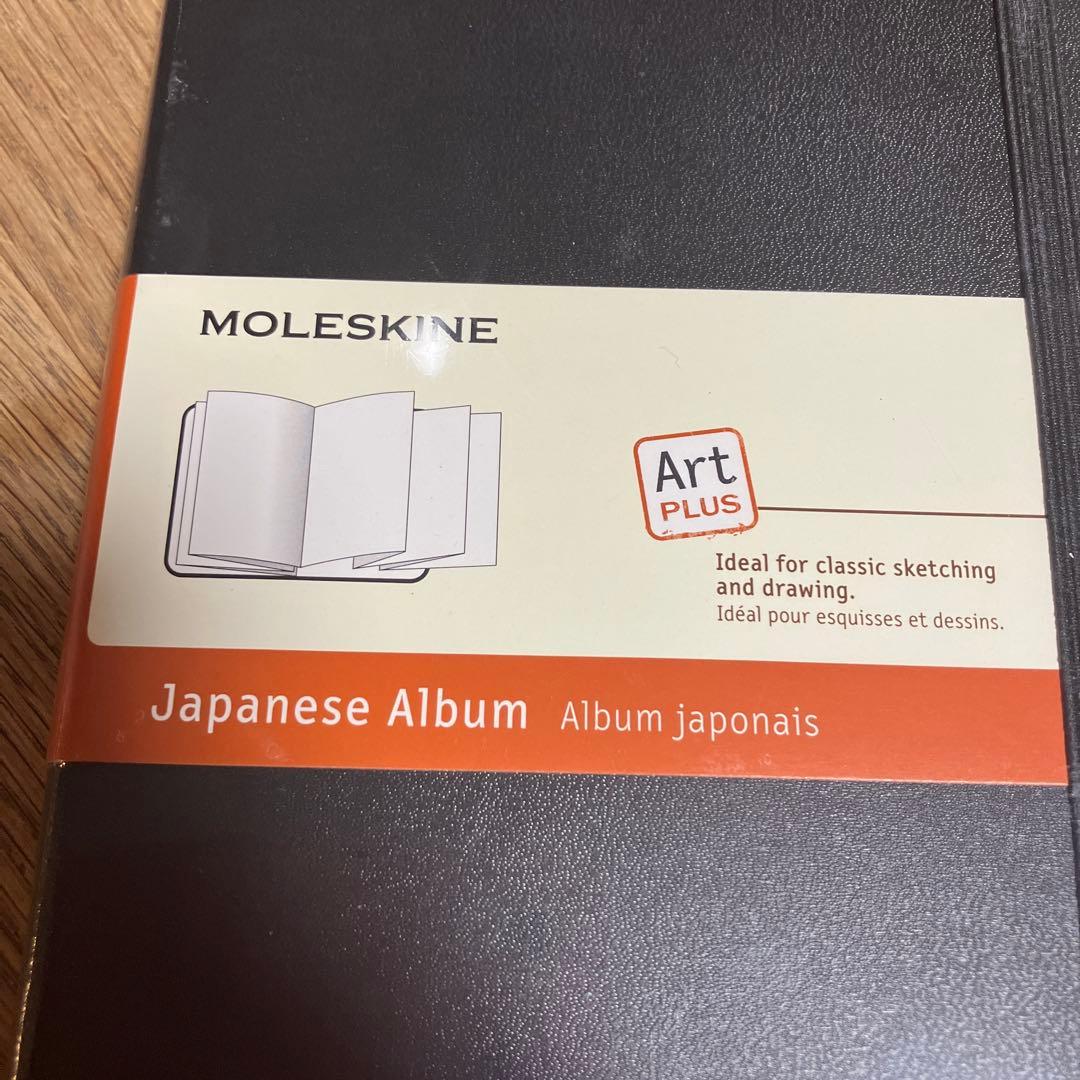 MOLESKINE
Art
PLUS
Ideal for classic sketching
and drawing.
Idéal pour esquisses et dessins.
Japanese Album Album japonais